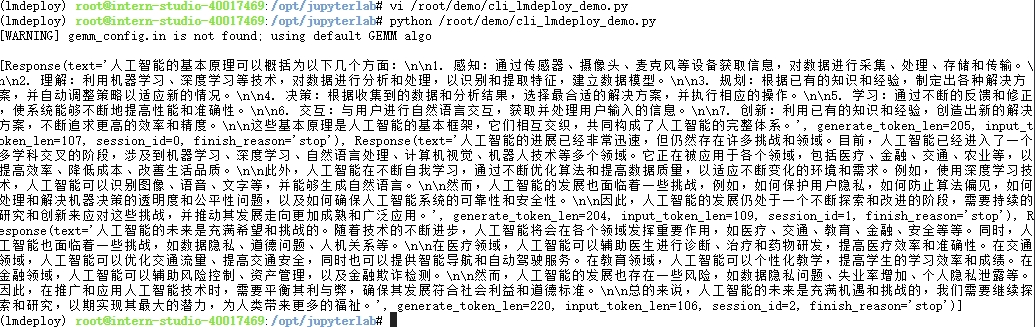 (lmdeploy) root@intern-studio-40017469:/opt/jupyterlab# vi /root/demo/cli_lmdeploy_demo.py
(lmdeploy) root@intern-studio-40017469:/opt/jupyterlab# python /root/demo/cli_lmdeploy_demo.py
[WARNING] gemm_config.in is not found; using default GEMM algo
[Response(text='人工智能的基本原理可以概括为以下几个方面：\n\n1. 感知：通过传感器、摄像头、麦克风等设备获取信息，对数据进行采集、处理、存储和传输。\
n\n2. 理解：利用机器学习、深度学习等技术，对数据进行分析和处理，以识别和提取特征，建立数据模型。\n\n3. 规划：根据已有的知识和经验，制定出各种解决方
案，并自动调整策略以适应新的情况。\n\n4. 决策：根据收集到的数据和分析结果，选择最合适的解决方案，并执行相应的操作。\n\n5. 学习：通过不断的反馈和修正
，使系统能够不断地提高性能和准确性。\n\n6. 交互：与用户进行自然语言交互，获取并处理用户输入的信息。\n\n7. 创新：利用已有的知识和经验，创造出新的解决
方案，不断追求更高的效率和精度。\n\n这些基本原理是人工智能的基本框架，它们相互交织，共同构成了人工智能的完整体系。', generate_token_len=205, input_t
oken_len=107, session_id=0, finish_reason='stop'), Response(text='人工智能的进展已经非常迅速，但仍然存在许多挑战和领域。目前，人工智能已经进入了一个
多学科交叉的阶段，涉及到机器学习、深度学习、自然语言处理、计算机视觉、机器人技术等多个领域。它正在被应用于各个领域，包括医疗、金融、交通、农业等，以
提高效率、降低成本、改善生活品质。\n\n此外，人工智能在不断自我学习，通过不断优化算法和提高数据质量，以适应不断变化的环境和需求。例如，使用深度学习技
术，人工智能可以识别图像、语音、文字等，并能够生成自然语言。\n\n然而，人工智能的发展也面临着一些挑战，例如，如何保护用户隐私，如何防止算法偏见，如何
处理和解决机器决策的透明度和公平性问题，以及如何确保人工智能系统的可靠性和安全性。\n\n因此，人工智能的发展仍处于一个不断探索和改进的阶段，需要持续的
研究和创新来应对这些挑战，并推动其发展走向更加成熟和广泛应用。', generate_token_len=204, input_token_len=109, session_id=1, finish_reason='stop'), R
esponse(text='人工智能的未来是充满希望和挑战的。随着技术的不断进步，人工智能将会在各个领域发挥重要作用，如医疗、交通、教育、金融、安全等等。同时，人
工智能也面临着一些挑战，如数据隐私、道德问题、人机关系等。\n\n在医疗领域，人工智能可以辅助医生进行诊断、治疗和药物研发，提高医疗效率和准确性。在交通
领域，人工智能可以优化交通流量、提高交通安全，同时也可以提供智能导航和自动驾驶服务。在教育领域，人工智能可以个性化教学，提高学生的学习效率和成绩。在
金融领域，人工智能可以辅助风险控制、资产管理，以及金融欺诈检测。\n\n然而，人工智能的发展也存在一些风险，如数据隐私问题、失业率增加、个人隐私泄露等。
因此，在推广和应用人工智能技术时，需要平衡其利与弊，确保其发展符合社会利益和道德标准。\n\n总的来说，人工智能的未来是充满机遇和挑战的，我们需要继续探
索和研究，以期实现其最大的潜力，为人类带来更多的福祉。', generate_token_len=220, input_token_len=106, session_id=2, finish_reason='stop')]
(lmdeploy) root@intern-studio-40017469:/opt/jupyterlab#